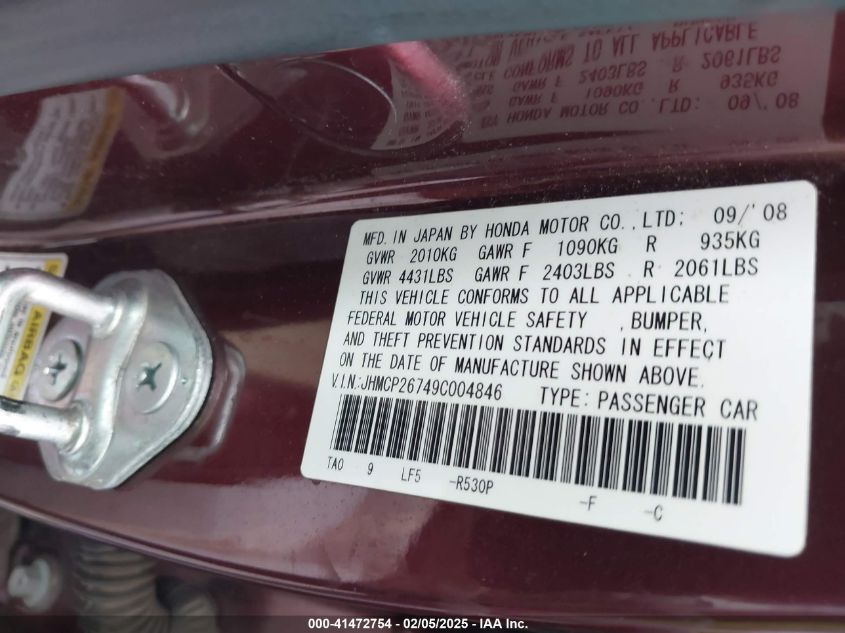 MFD. IN JAPAN BY HONDA MOTOR CO.,LTD; 09/'08
GVWR 2010KG GAWR F 1090KG R 935KG
GVWR 4431LBS GAWR F 2403LBS R 2061LBS
THIS VEHICLE CONFORMS TO ALL APPLICABLE
FEDERAL MOTOR VEHICLE SAFETY ,BUMPER,
AND THEFT PREVENTION STANDARDS IN EFFECT
ON THE DATE OF MANUFACTURE SHOWN ABOVE.
V.I.N.:JHMCP26749C004846 TYPE:PASSENGER CAR
TA0 9 LF5 -R530P -F -C
AIRBAG
000-41472754 - 02/05/2025 - IAA Inc.